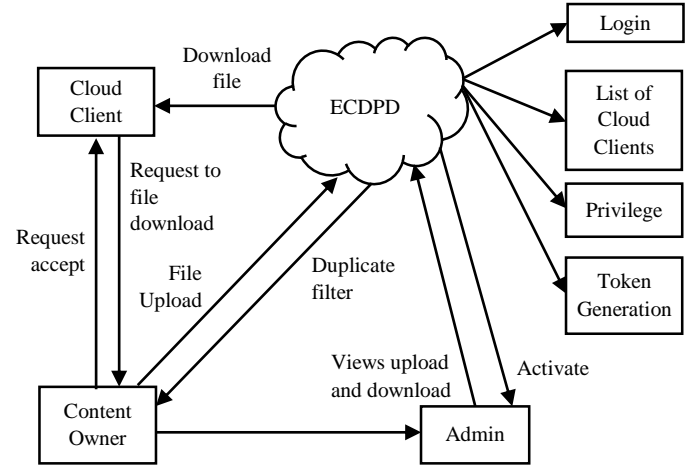 Login
Download
file
Cloud
Client
ECDPD
List of
Cloud
Clients
Request to
file
download
Privilege
Request
accept
File
Upload
Duplicate
filter
Token
Generation
Views upload
and download
Activate
Content
Owner
Admin